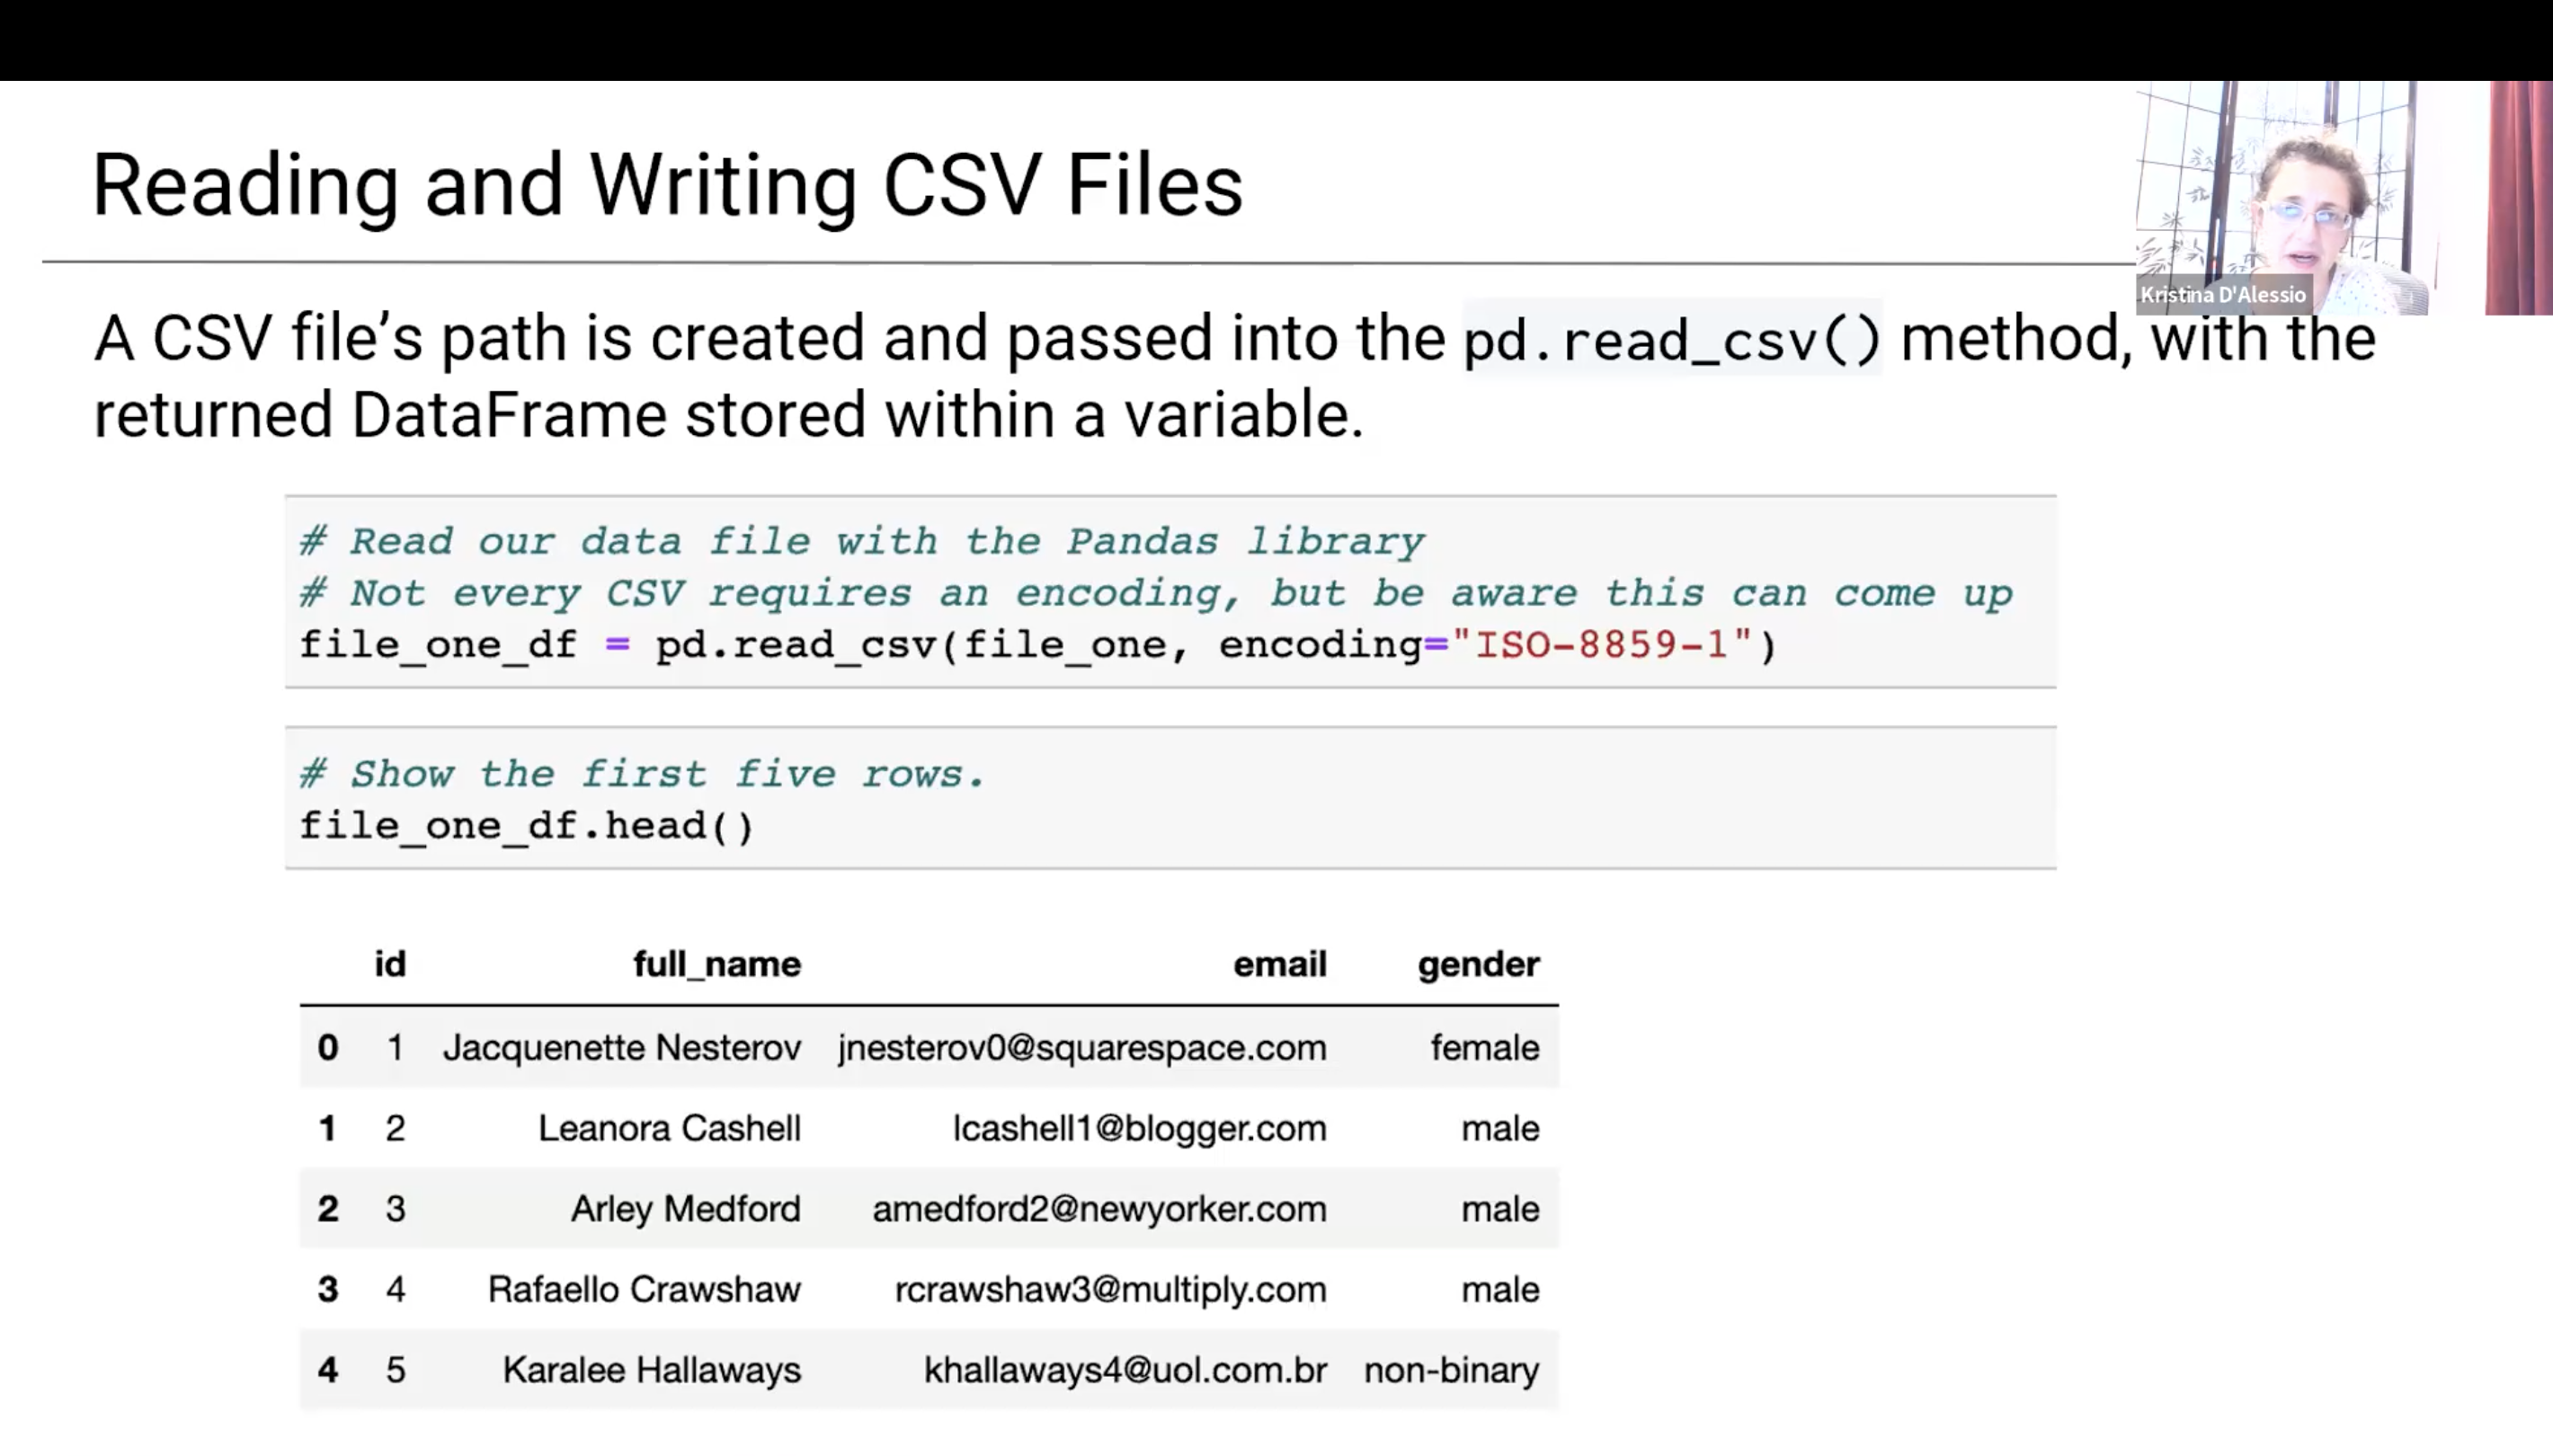 Reading and Writing CSV Files
Kristina D'Alessio
A CSV file’s path is created and passed into the pd.read_csv() method, with the
returned DataFrame stored within a variable.
# Read our data file with the Pandas library
# Not every CSV requires an encoding, but be aware this can come up
file_one_df = pd.read_csv(file_one, encoding="ISO-8859-1")
# Show the first five rows.
file_one_df.head()
id full_name email gender
0 1 Jacquenette Nesterov jnesterov0@squarespace.com female
1 2 Leanora Cashell lcashell1@blogger.com male
2 3 Arley Medford amedford2@newyorker.com male
3 4 Rafaello Crawshaw rcrawshaw3@multiply.com male
4 5 Karalee Hallaways khallaways4@uol.com.br non-binary